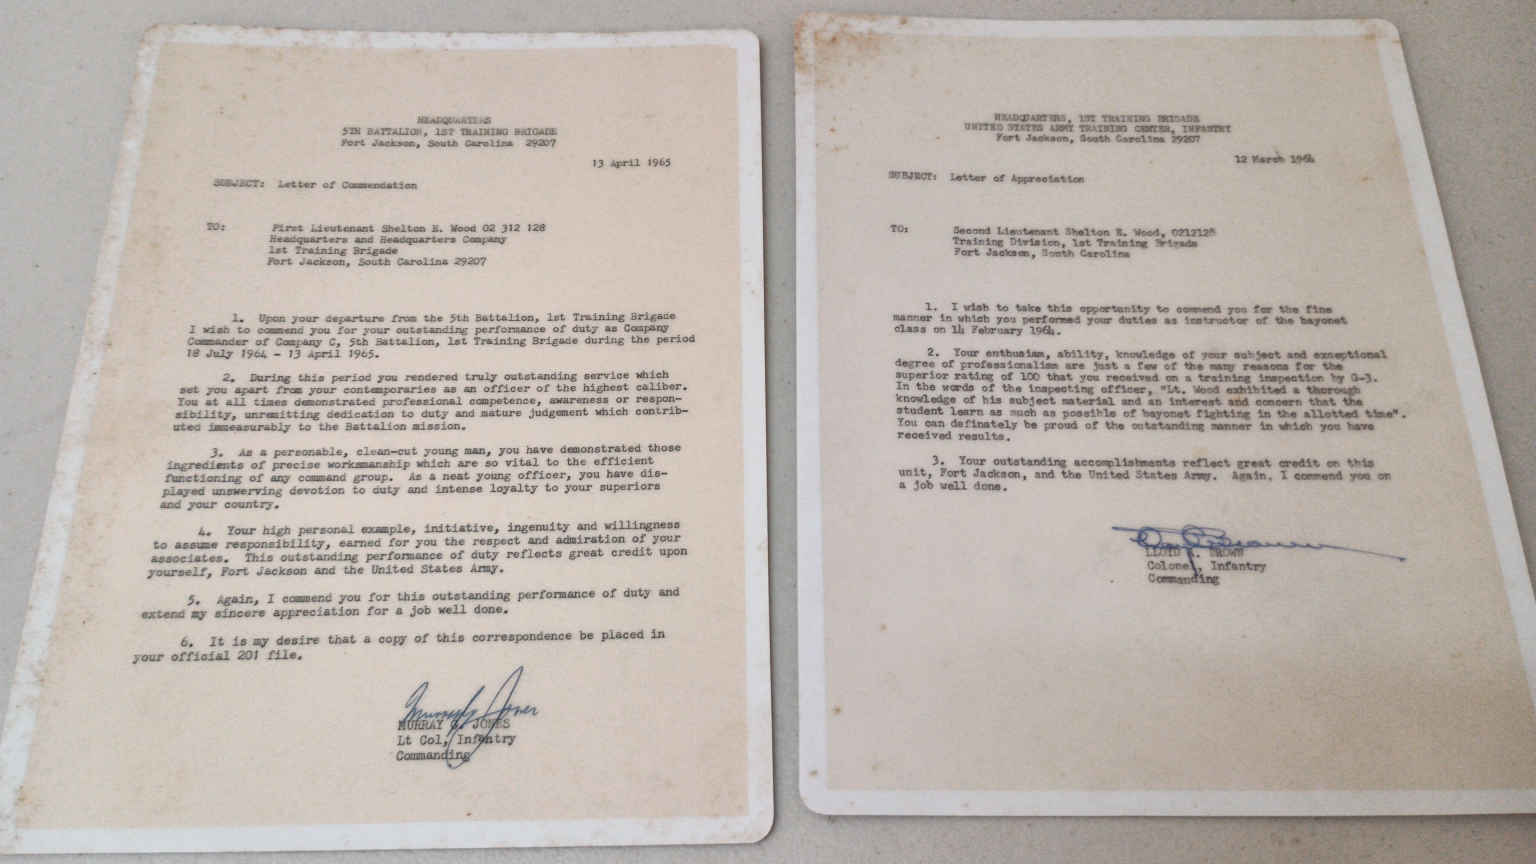 HEADQUARTERS
5TH BATTALION, 1ST TRAINING BRIGADE
Fort Jackson, South Carolina 29207
13 April 1965
SUBJECT: Letter of Commendation
TO: First Lieutenant Shelton E. Wood 02 312 128
Headquarters and Headquarters Company
1st Training Brigade
Fort Jackson, South Carolina 29207
1. Upon your departure from the 5th Battalion, 1st Training Brigade
I wish to commend you for your outstanding performance of duty as Company
Commander of Company C, 5th Battalion, 1st Training Brigade during the period
18 July 1964 - 13 April 1965.
2. During this period you rendered truly outstanding service which
set you apart from your contemporaries as an officer of the highest caliber.
You at all times demonstrated professional competence, awareness or respon-
sibility, unremitting dedication to duty and mature judgement which contrib-
uted immeasurably to the Battalion mission.
3. As a personable, clean-cut young man, you have demonstrated those
ingredients of precise workmanship which are so vital to the efficient
functioning of any command group. As a neat young officer, you have dis-
played unswerving devotion to duty and intense loyalty to your superiors
and your country.
4. Your high personal example, initiative, ingenuity and willingness
to assume responsibility, earned for you the respect and admiration of your
associates. This outstanding performance of duty reflects great credit upon
yourself, Fort Jackson and the United States Army.
5. Again, I commend you for this outstanding performance of duty and
extend my sincere appreciation for a job well done.
6. It is my desire that a copy of this correspondence be placed in
your official 201 file.
MURRAY G. JONES
Lt Col, Infantry
Commanding
HEADQUARTERS, 1ST TRAINING BRIGADE
UNITED STATES ARMY TRAINING CENTER, INFANTRY
Fort Jackson, South Carolina 29207
12 March 1964
SUBJECT: Letter of Appreciation
TO: Second Lieutenant Shelton E. Wood, 0212128
Training Division, 1st Training Brigade
Fort Jackson, South Carolina
1. I wish to take this opportunity to commend you for the fine
manner in which you performed your duties as instructor of the bayonet
class on 14 February 1964.
2. Your enthusiam, ability, knowledge of your subject and exceptional
degree of professionalism are just a few of the many reasons for the
superior rating of 100 that you received on a training inspection by G-3.
In the words of the inspecting officer, "Lt. Wood exhibited a thorough
knowledge of his subject material and an interest and concern that the
student learn as much as possible of bayonet fighting in the allotted time".
You can definately be proud of the outstanding manner in which you have
received results.
3. Your outstanding accomplishments reflect great credit on this
unit, Fort Jackson, and the United States Army. Again, I commend you on
a job well done.
LLOYD R. BROWN
Colonel, Infantry
Commanding